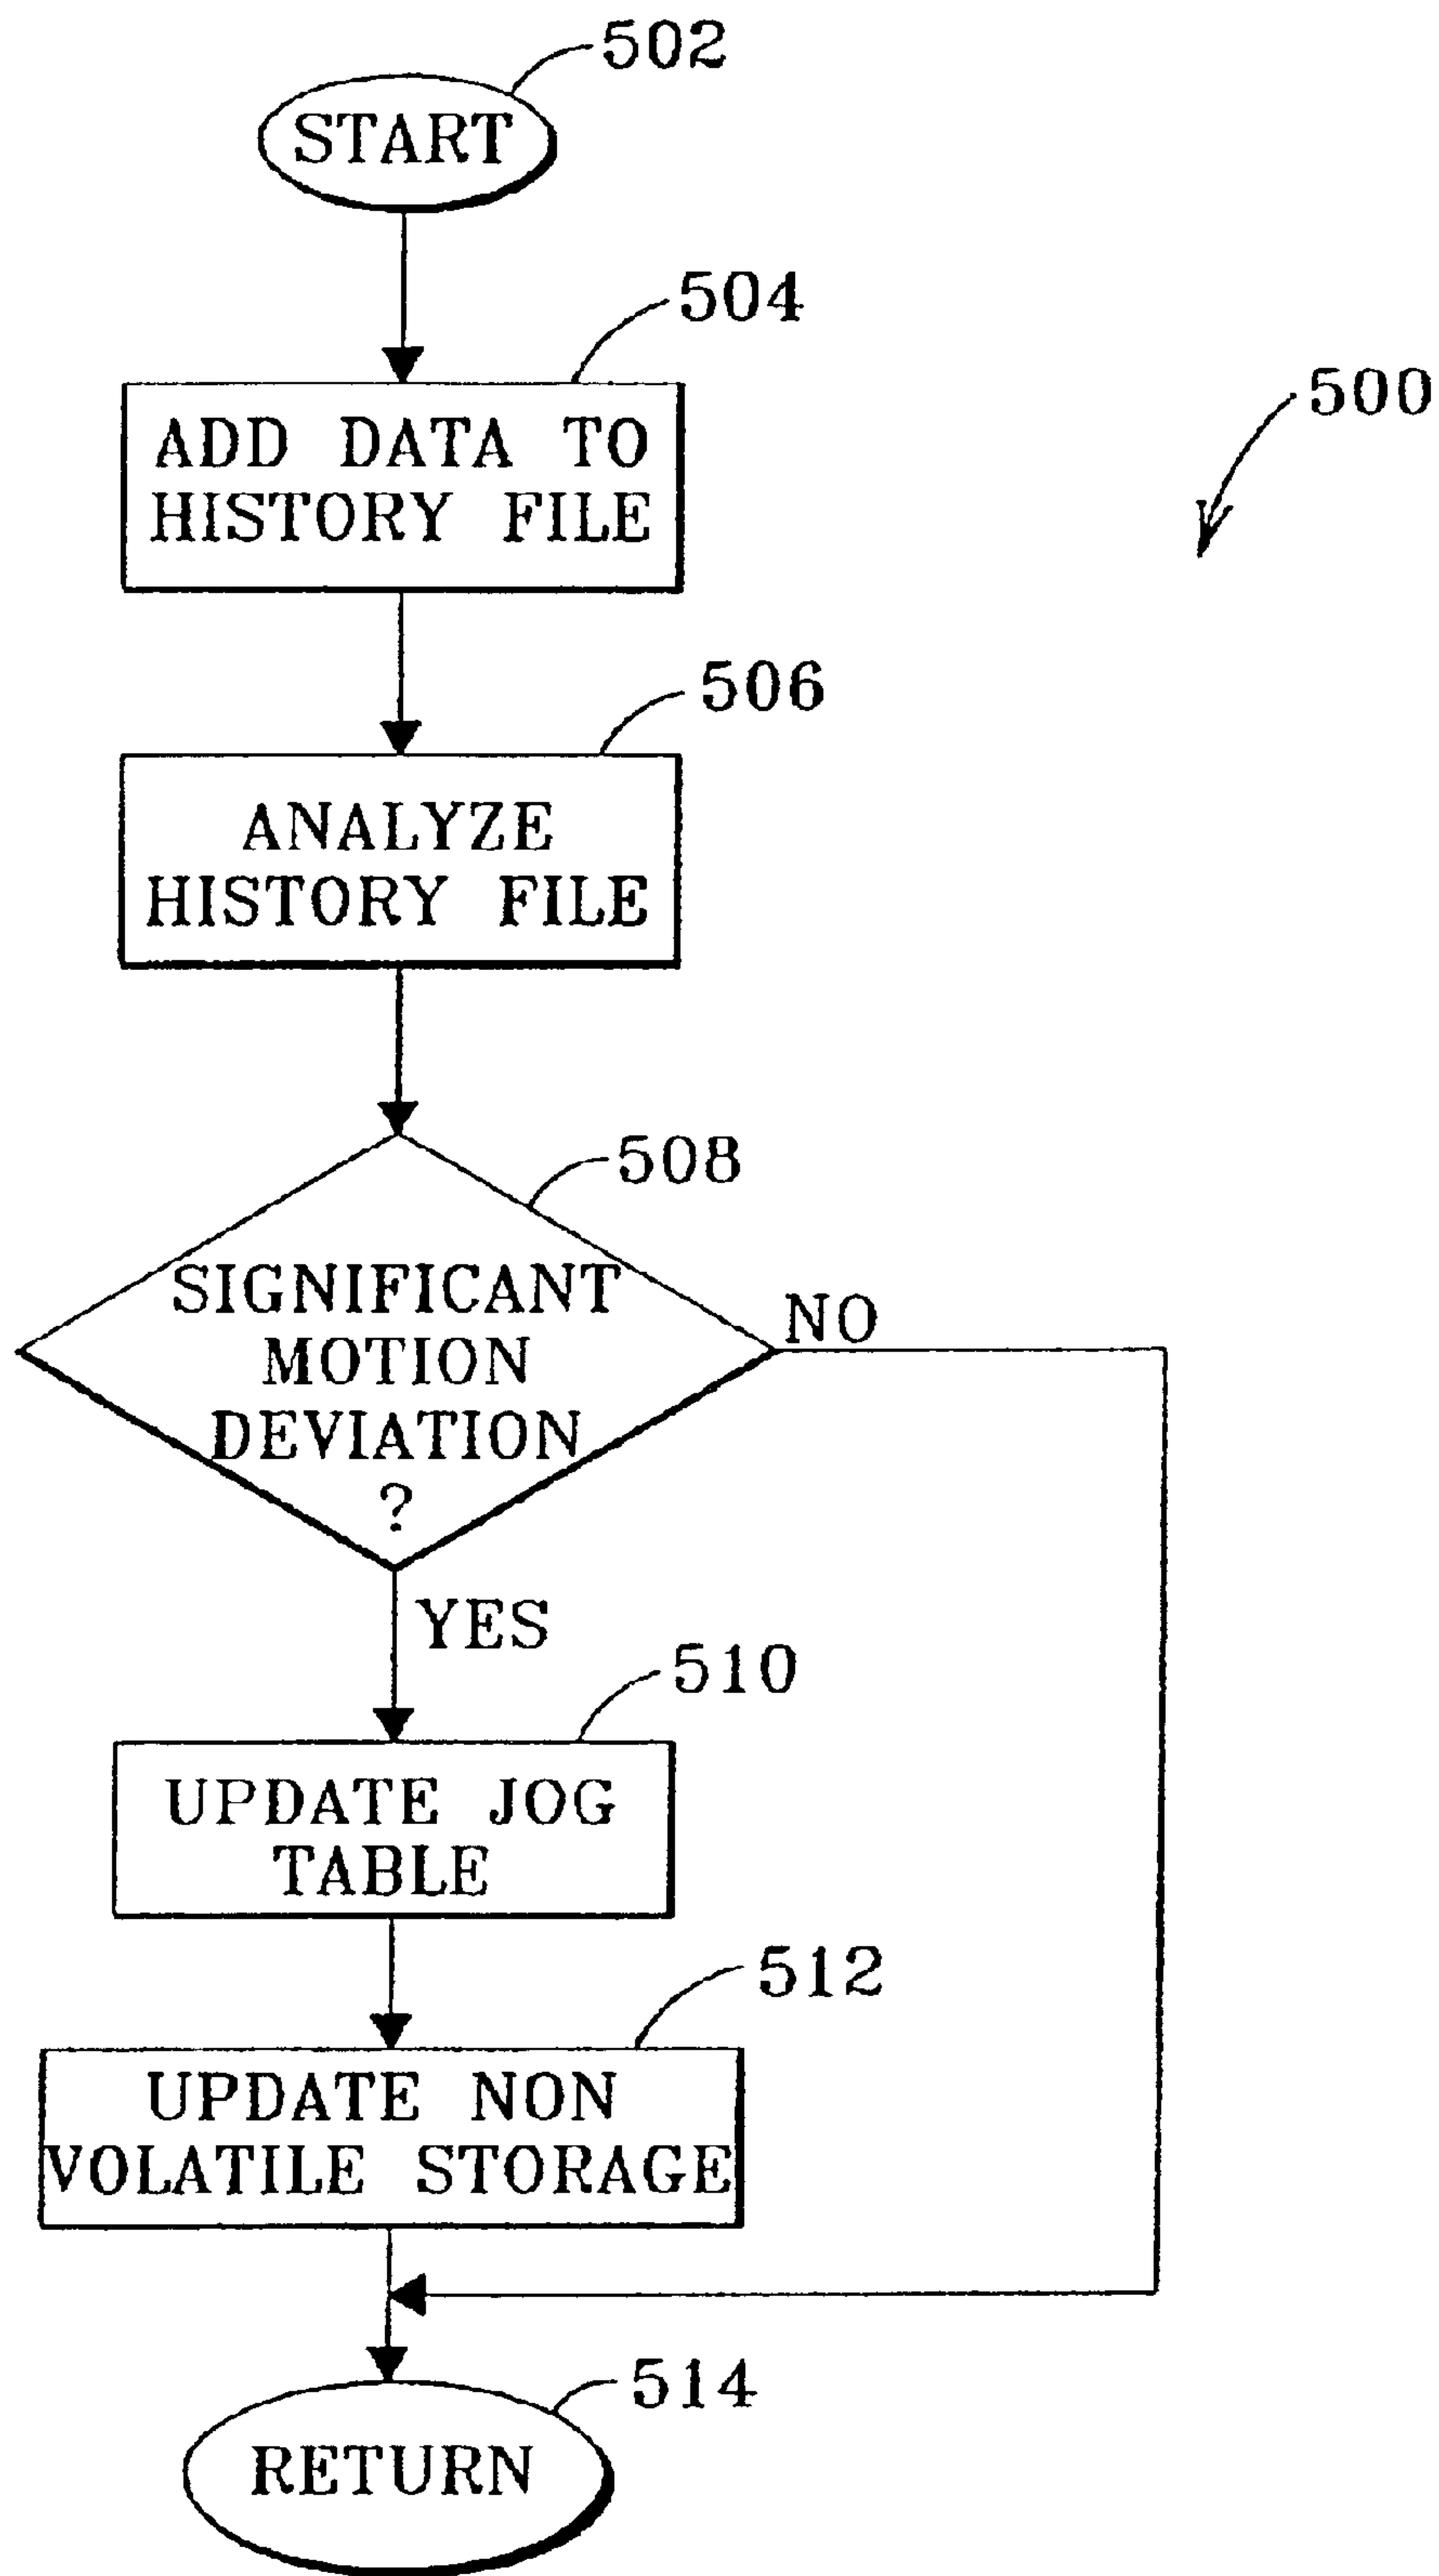 502
START
504
500
ADD DATA TO
HISTORY FILE
506
ANALYZE
HISTORY FILE
508
SIGNIFICANT
MOTION
DEVIATION
?
NO
YES
510
UPDATE JOG
TABLE
512
UPDATE NON
VOLATILE STORAGE
514
RETURN